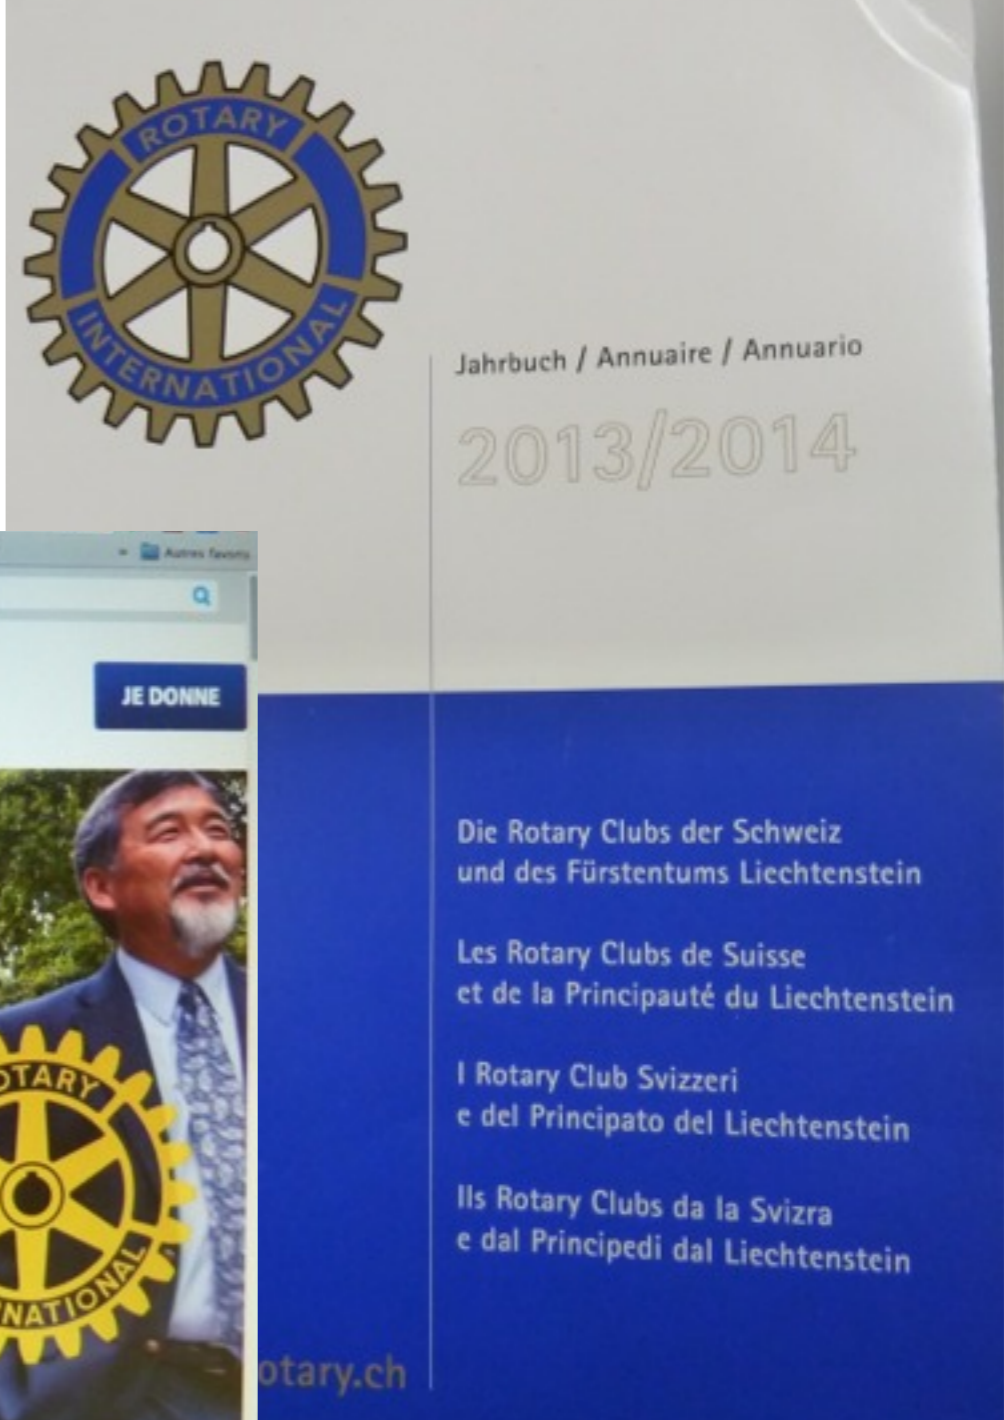 ROTARY
INTERNATIONAL
Jahrbuch / Annuaire / Annuario
2013/2014
Autres favoris
JE DONNE
Die Rotary Clubs der Schweiz
und des Fürstentums Liechtenstein
Les Rotary Clubs de Suisse
et de la Principauté du Liechtenstein
I Rotary Club Svizzeri
e del Principato del Liechtenstein
Ils Rotary Clubs da la Svizra
e dal Principedi dal Liechtenstein
OTARY
NATIONAL
otary.ch